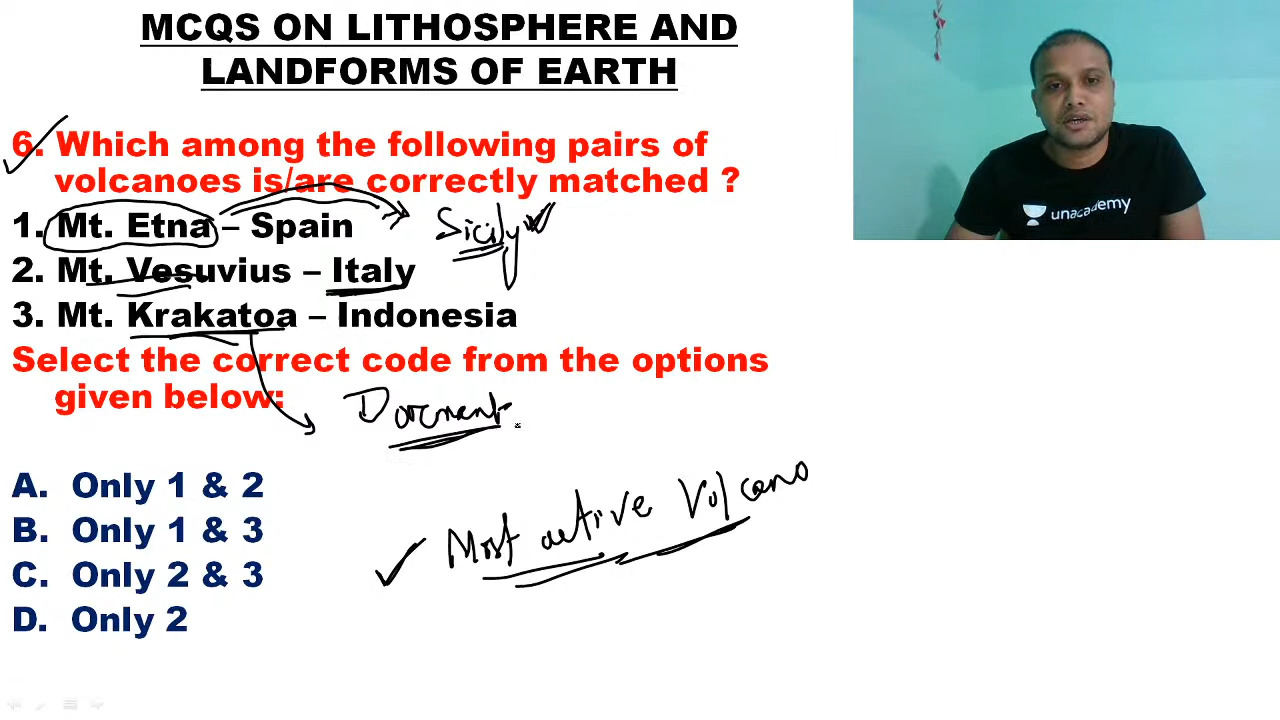 MCQS ON LITHOSPHERE AND
LANDFORMS OF EARTH
6. Which among the following pairs of
volcanoes is/are correctly matched ?
1. Mt. Etna – Spain
Sicily
2. Mt. Vesuvius – Italy
3. Mt. Krakatoa – Indonesia
Select the correct code from the options
given below:
Dormant
A. Only 1 & 2
B. Only 1 & 3
C. Only 2 & 3
D. Only 2
Most active Volcano
unacademy